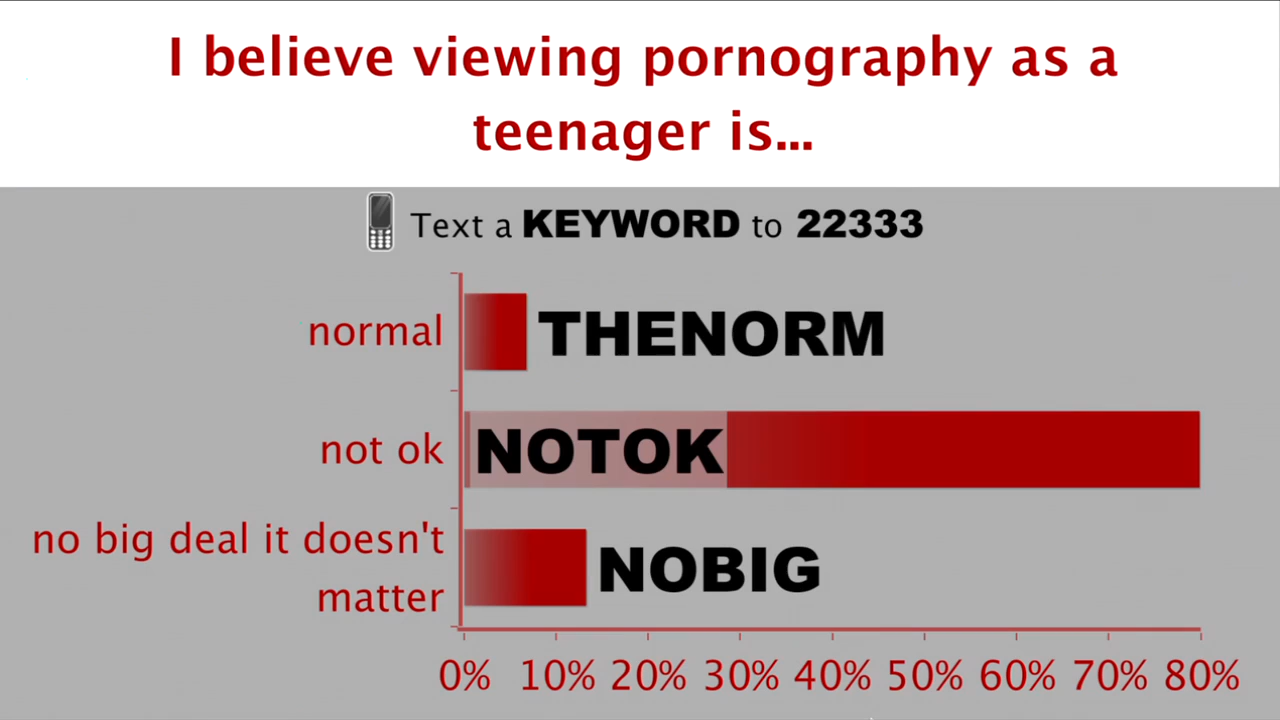 I believe viewing pornography as a
teenager is...
Text a KEYWORD to 22333
normal
THENORM
not ok
NOTOK
no big deal it doesn't
matter
NOBIG
0% 10% 20% 30% 40% 50% 60% 70% 80%